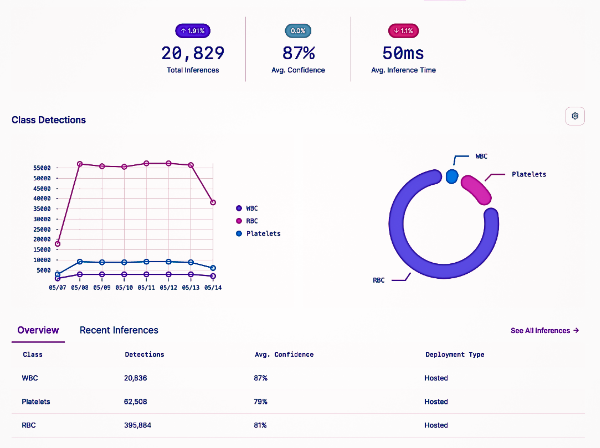 ↑ 1.91% 0.0% ↓ 1.1%
20,829 87% 50ms
Total Inferences Avg. Confidence Avg. Inference Time
Class Detections
55000
50000
45000
40000
35000
30000
25000
20000
15000
10000
5000
05/07 05/08 05/09 05/10 05/11 05/12 05/13 05/14
WBC
RBC
Platelets
WBC
Platelets
RBC
Overview Recent Inferences See All Inferences →
Class Detections Avg. Confidence Deployment Type
WBC 20,836 87% Hosted
Platelets 62,508 79% Hosted
RBC 395,884 81% Hosted